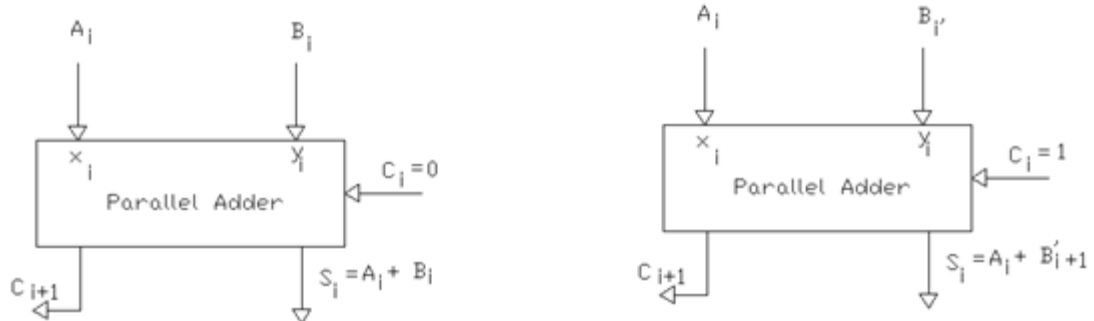 A_i
B_i
x_i
y_i
C_i=0
Parallel Adder
S_i=A_i+ B_i
C_i+1
A_i
B_i'
x_i
y_i
C_i=1
Parallel Adder
S_i=A_i+ B_i'+1
C_i+1